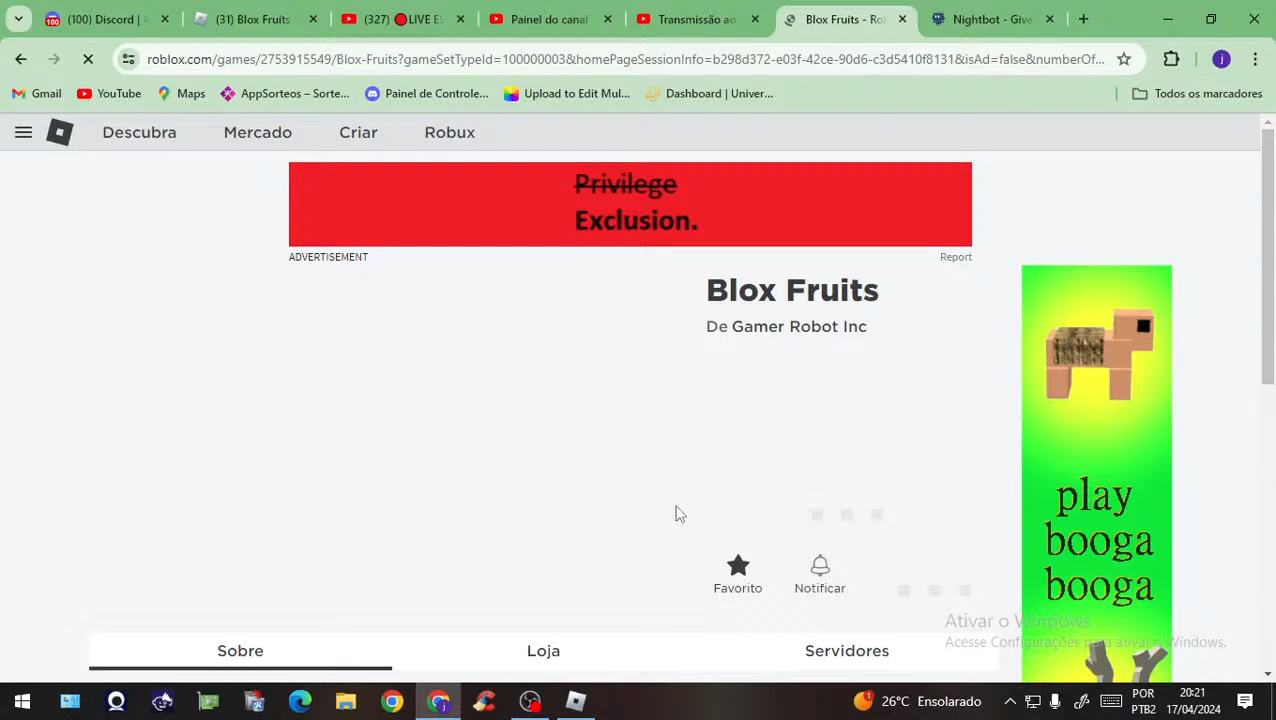 (100) Discord | A
(31) Blox Fruits
(327) 🔴LIVE ES
Painel do canal
Transmissão ao
Blox Fruits - Ro
Nightbot - Give
roblox.com/games/2753915549/Blox-Fruits?gameSetTypeId=100000003&homePageSessionInfo=b298d372-e03f-42ce-90d6-c3d5410f8131&isAd=false&numberOf...
Gmail
YouTube
Maps
AppSorteos – Sorte...
Painel de Controle...
Upload to Edit Mul...
Dashboard | Univer...
Todos os marcadores
Descubra
Mercado
Criar
Robux
Privilege
Exclusion.
ADVERTISEMENT
Report
Blox Fruits
De Gamer Robot Inc
play
booga
booga
Favorito
Notificar
Ativar o Windows
Acesse Configurações para ativar o Windows.
Sobre
Loja
Servidores
26°C Ensolarado
POR
PTB2
20:21
17/04/2024